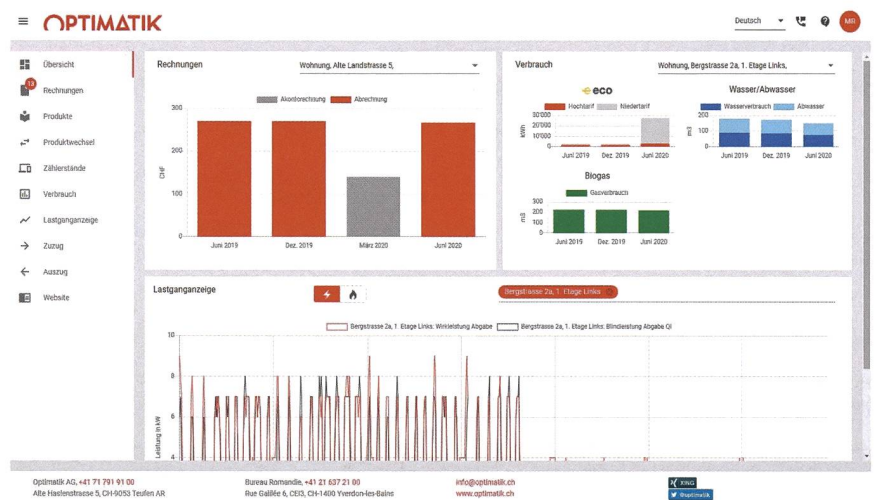 OPTIMATIK
Deutsch
MR
Übersicht
13
Rechnungen
Produkte
Produktwechsel
Zählerstände
Verbrauch
Lastganganzeige
Zuzug
Auszug
Website
Rechnungen
Wohnung, Alte Landstrasse 5,
Akontorechnung Abrechnung
CHF
300
200
100
0
Juni 2019 Dez. 2019 März 2020 Juni 2020
Verbrauch
Wohnung, Bergstrasse 2a, 1. Etage Links,
eco
Hochtarif Niedertarif
kWh
30'000
20'000
10'000
0
Juni 2019 Dez. 2019 Juni 2020
Wasser/Abwasser
Wasserverbrauch Abwasser
m3
200
100
0
Juni 2019 Dez. 2019 Juni 2020
Biogas
Gasverbrauch
m3
300
200
100
0
Juni 2019 Dez. 2019 Juni 2020
Lastganganzeige
Bergstrasse 2a, 1. Etage Links
Bergstrasse 2a, 1. Etage Links: Wirkleistung Abgabe Bergstrasse 2a, 1. Etage Links: Blindleistung Abgabe QI
Leistung in kW
10
8
6
4
Optimatik AG, +41 71 791 91 00
Alte Haslenstrasse 5, CH-9053 Teufen AR
Bureau Romandie, +41 21 637 21 00
Rue Galilée 6, CEI3, CH-1400 Yverdon-les-Bains
info@optimatik.ch
www.optimatik.ch
XING
@optimatik